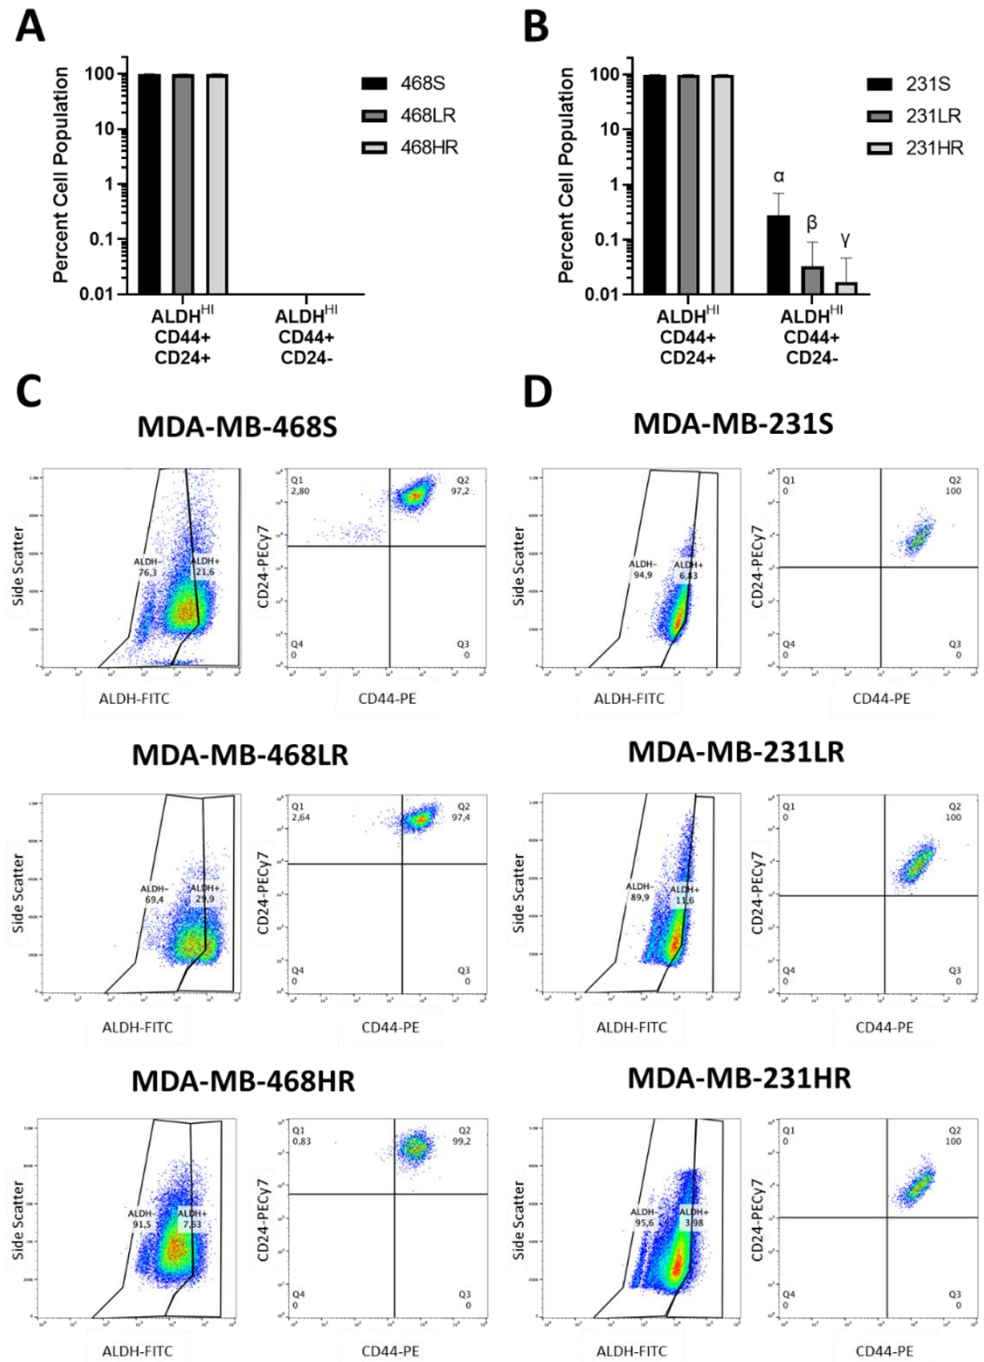 A
B
Percent Cell Population
100
10
1
0.1
0.01
468S
468LR
468HR
ALDHHI
CD44+
CD24+
ALDHHI
CD44+
CD24-
Percent Cell Population
100
10
1
0.1
0.01
α
β
γ
231S
231LR
231HR
ALDHHI
CD44+
CD24+
ALDHHI
CD44+
CD24-
C
D
MDA-MB-468S
MDA-MB-231S
Side Scatter
ALDH-
76,3
ALDH+
21,6
ALDH-FITC
CD24-PECy7
Q1
2,80
Q2
97,2
Q4
0
Q3
0
CD44-PE
Side Scatter
ALDH-
94,9
ALDH+
6,83
ALDH-FITC
CD24-PECy7
Q1
0
Q2
100
Q4
0
Q3
0
CD44-PE
MDA-MB-468LR
MDA-MB-231LR
Side Scatter
ALDH-
69,4
ALDH+
29,9
ALDH-FITC
CD24-PECy7
Q1
2,64
Q2
97,4
Q4
0
Q3
0
CD44-PE
Side Scatter
ALDH-
89,9
ALDH+
11,6
ALDH-FITC
CD24-PECy7
Q1
0
Q2
100
Q4
0
Q3
0
CD44-PE
MDA-MB-468HR
MDA-MB-231HR
Side Scatter
ALDH-
91,5
ALDH+
7,63
ALDH-FITC
CD24-PECy7
Q1
0,83
Q2
99,2
Q4
0
Q3
0
CD44-PE
Side Scatter
ALDH-
95,6
ALDH+
3,98
ALDH-FITC
CD24-PECy7
Q1
0
Q2
100
Q4
0
Q3
0
CD44-PE